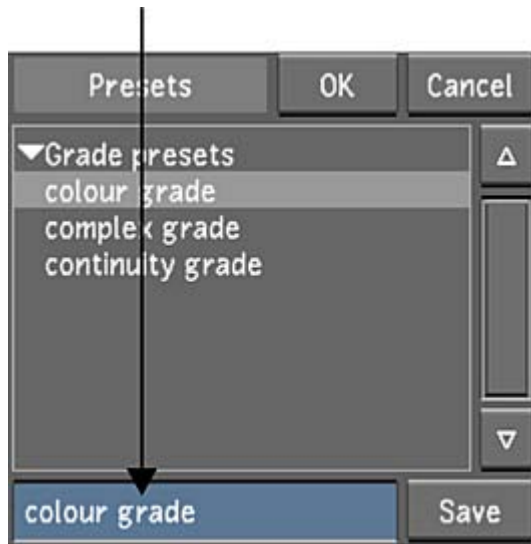 Presets OK Cancel
Grade presets
colour grade
complex grade
continuity grade
colour grade Save